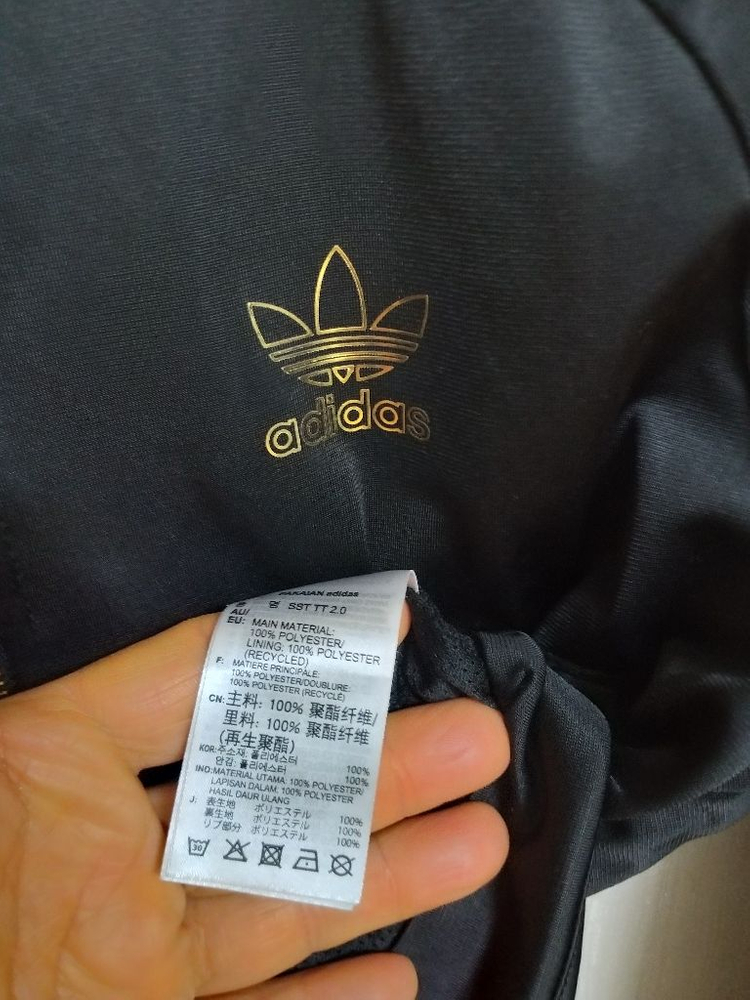 adidas
PAKAIAN adidas
명 SST TT 2.0
AU/
EU: MAIN MATERIAL:
100% POLYESTER/
LINING: 100% POLYESTER
(RECYCLED)
F: MATIÈRE PRINCIPALE:
100% POLYESTER/DOUBLURE:
100% POLYESTER (RECYCLÉ)
CN: 主料: 100% 聚酯纤维/
里料: 100% 聚酯纤维
(再生聚酯)
KOR: 주소재: 폴리에스터 100%
안감: 폴리에스터 100%
IND: MATERIAL UTAMA: 100% POLYESTER/
LAPISAN DALAM: 100% POLYESTER/
HASIL DAUR ULANG
J: 表生地 ポリエステル 100%
裏生地 ポリエステル 100%
リブ部分 ポリエステル 100%
30